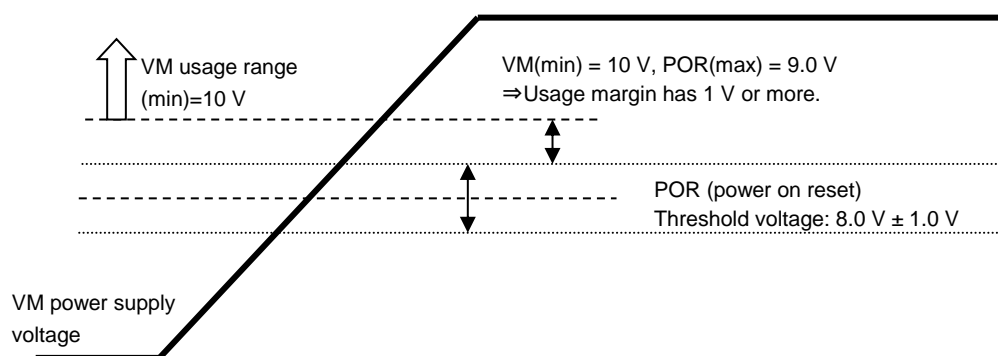 VM usage range
(min)=10 V
VM(min) = 10 V, POR(max) = 9.0 V
⇒Usage margin has 1 V or more.
POR (power on reset)
Threshold voltage: 8.0 V ± 1.0 V
VM power supply
voltage